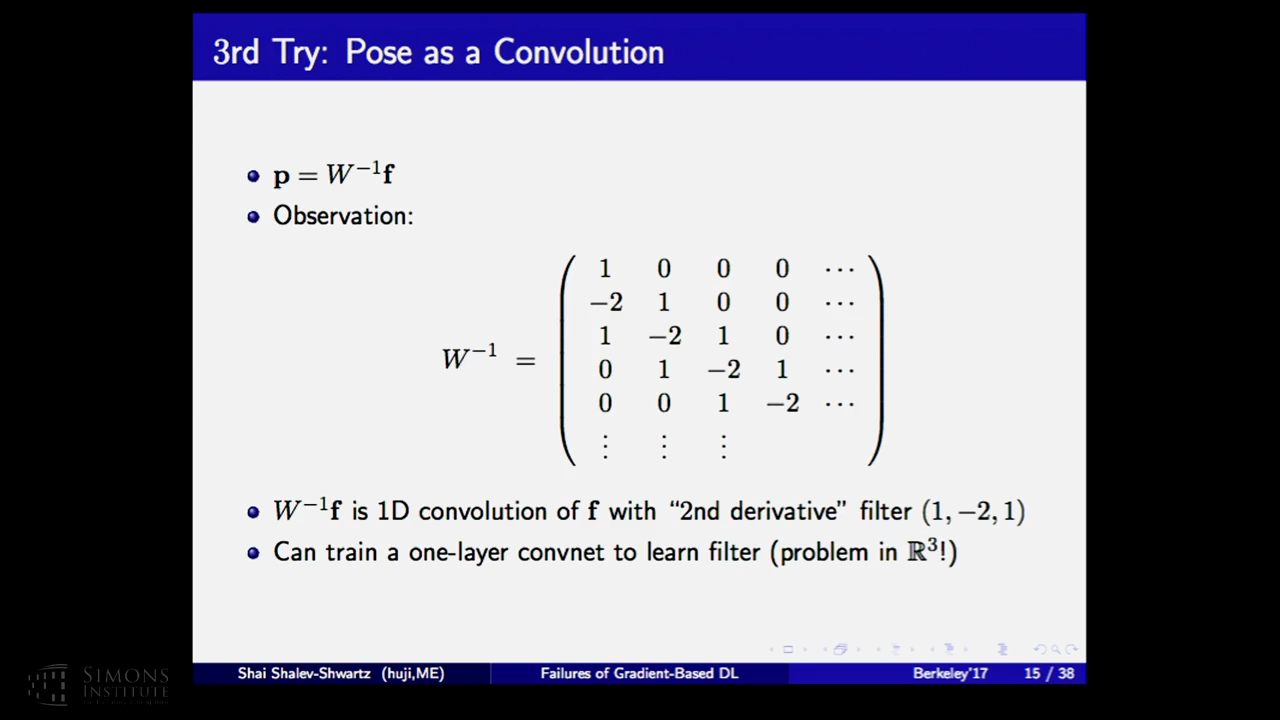 3rd Try: Pose as a Convolution
p = W⁻¹f
Observation:
1 0 0 0 ⋯
−2 1 0 0 ⋯
1 −2 1 0 ⋯
W⁻¹ =
0 1 −2 1 ⋯
0 0 1 −2 ⋯
⋮ ⋮ ⋮
W⁻¹f is 1D convolution of f with “2nd derivative” filter (1, −2, 1)
Can train a one-layer convnet to learn filter (problem in ℝ³!)
SIMONS
INSTITUTE
Shai Shalev-Shwartz (huji,ME) Failures of Gradient-Based DL Berkeley'17 15 / 38